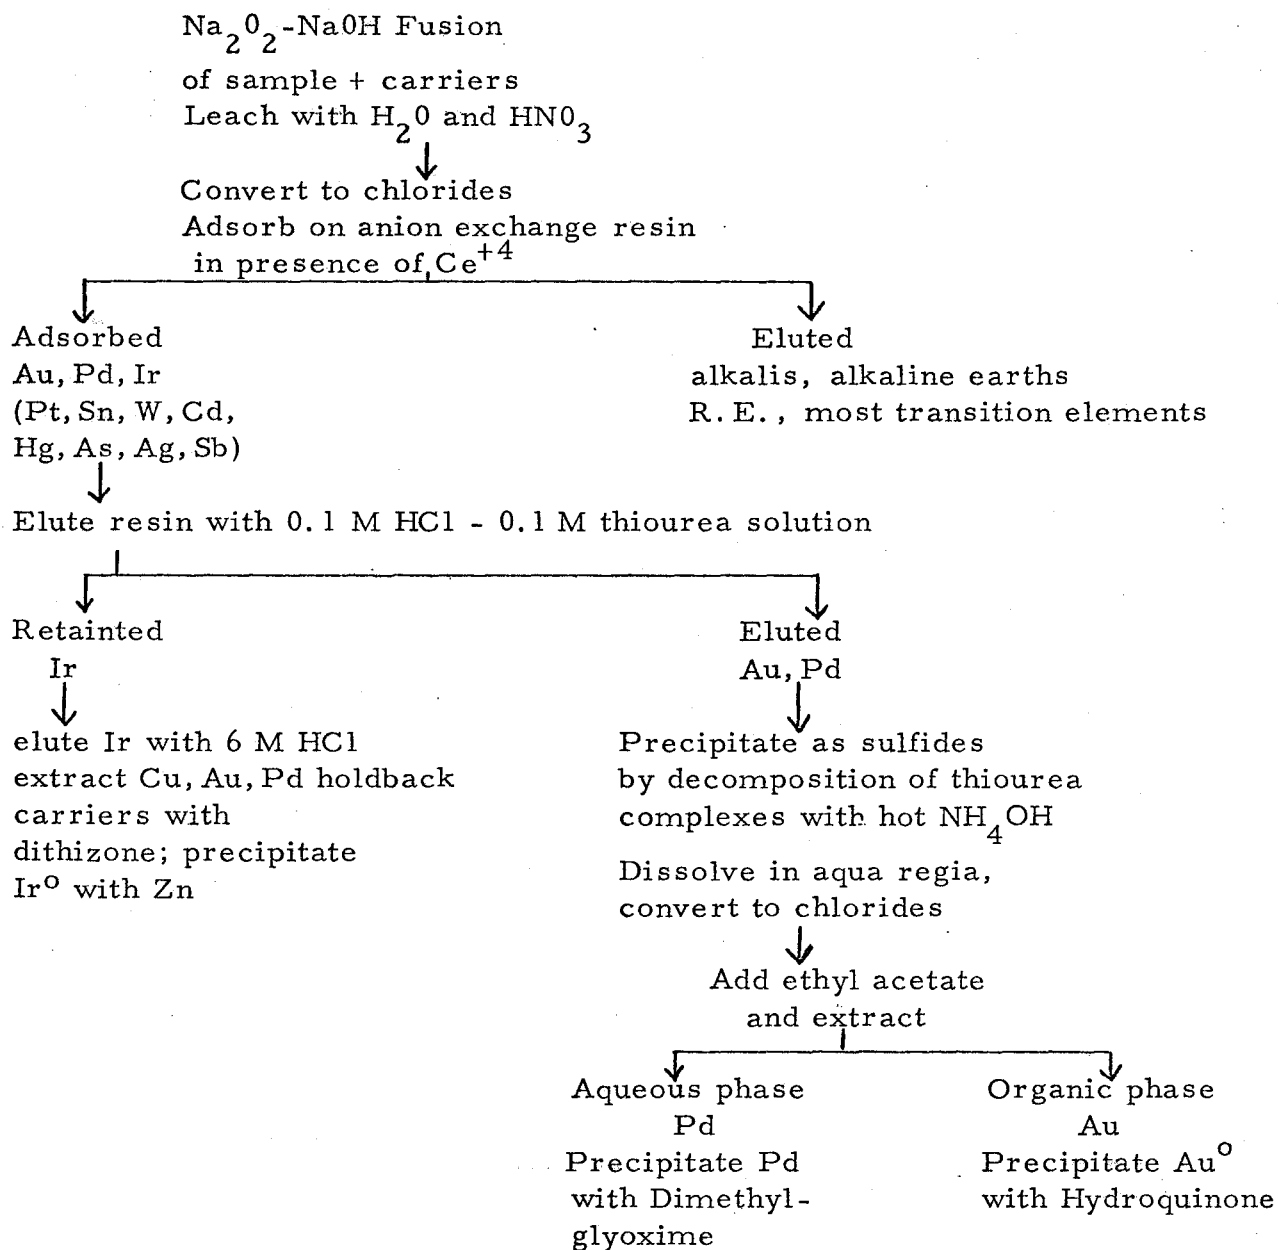 Na2O2-NaOH Fusion
of sample + carriers
Leach with H2O and HNO3
Convert to chlorides
Adsorb on anion exchange resin
in presence of Ce+4
Adsorbed
Au, Pd, Ir
(Pt, Sn, W, Cd,
Hg, As, Ag, Sb)
Eluted
alkalis, alkaline earths
R. E., most transition elements
Elute resin with 0.1 M HCl - 0.1 M thiourea solution
Retainted
Ir
elute Ir with 6 M HCl
extract Cu, Au, Pd holdback
carriers with
dithizone; precipitate
Iro with Zn
Eluted
Au, Pd
Precipitate as sulfides
by decomposition of thiourea
complexes with hot NH4OH
Dissolve in aqua regia,
convert to chlorides
Add ethyl acetate
and extract
Aqueous phase
Pd
Precipitate Pd
with Dimethyl-
glyoxime
Organic phase
Au
Precipitate Auo
with Hydroquinone